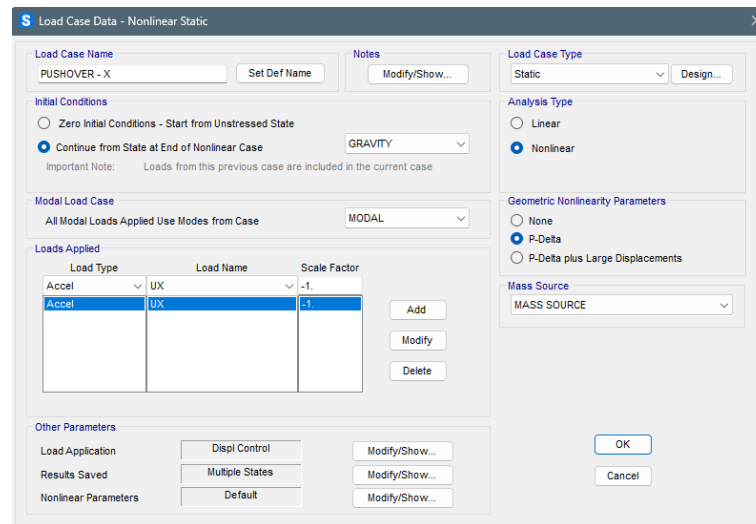 S Load Case Data - Nonlinear Static
Load Case Name
PUSHOVER - X
Set Def Name
Notes
Modify/Show...
Load Case Type
Static
Design...
Initial Conditions
Zero Initial Conditions - Start from Unstressed State
Continue from State at End of Nonlinear Case
GRAVITY
Important Note: Loads from this previous case are included in the current case
Analysis Type
Linear
Nonlinear
Modal Load Case
All Modal Loads Applied Use Modes from Case
MODAL
Geometric Nonlinearity Parameters
None
P-Delta
P-Delta plus Large Displacements
Loads Applied
Load Type Load Name Scale Factor
Accel UX -1.
Accel UX -1.
Add
Modify
Delete
Mass Source
MASS SOURCE
Other Parameters
Load Application Displ Control Modify/Show...
Results Saved Multiple States Modify/Show...
Nonlinear Parameters Default Modify/Show...
OK
Cancel